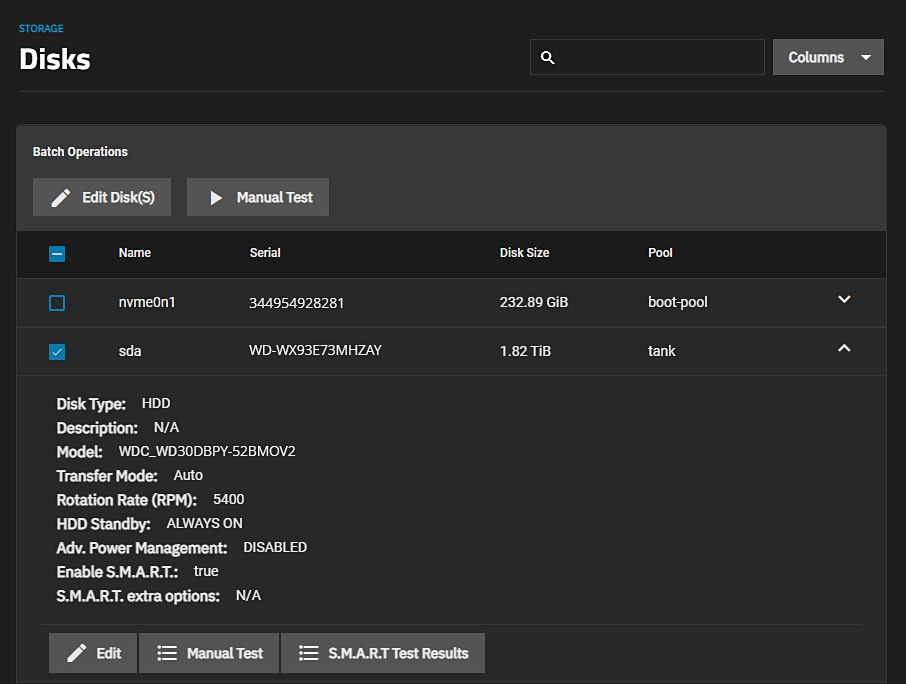 STORAGE
Disks
Columns
Batch Operations
Edit Disk(S) Manual Test
Name Serial Disk Size Pool
nvme0n1 344954928281 232.89 GiB boot-pool
sda WD-WX93E73MHZAY 1.82 TiB tank
Disk Type: HDD
Description: N/A
Model: WDC_WD30DBPY-52BMOV2
Transfer Mode: Auto
Rotation Rate (RPM): 5400
HDD Standby: ALWAYS ON
Adv. Power Management: DISABLED
Enable S.M.A.R.T.: true
S.M.A.R.T. extra options: N/A
Edit Manual Test S.M.A.R.T Test Results